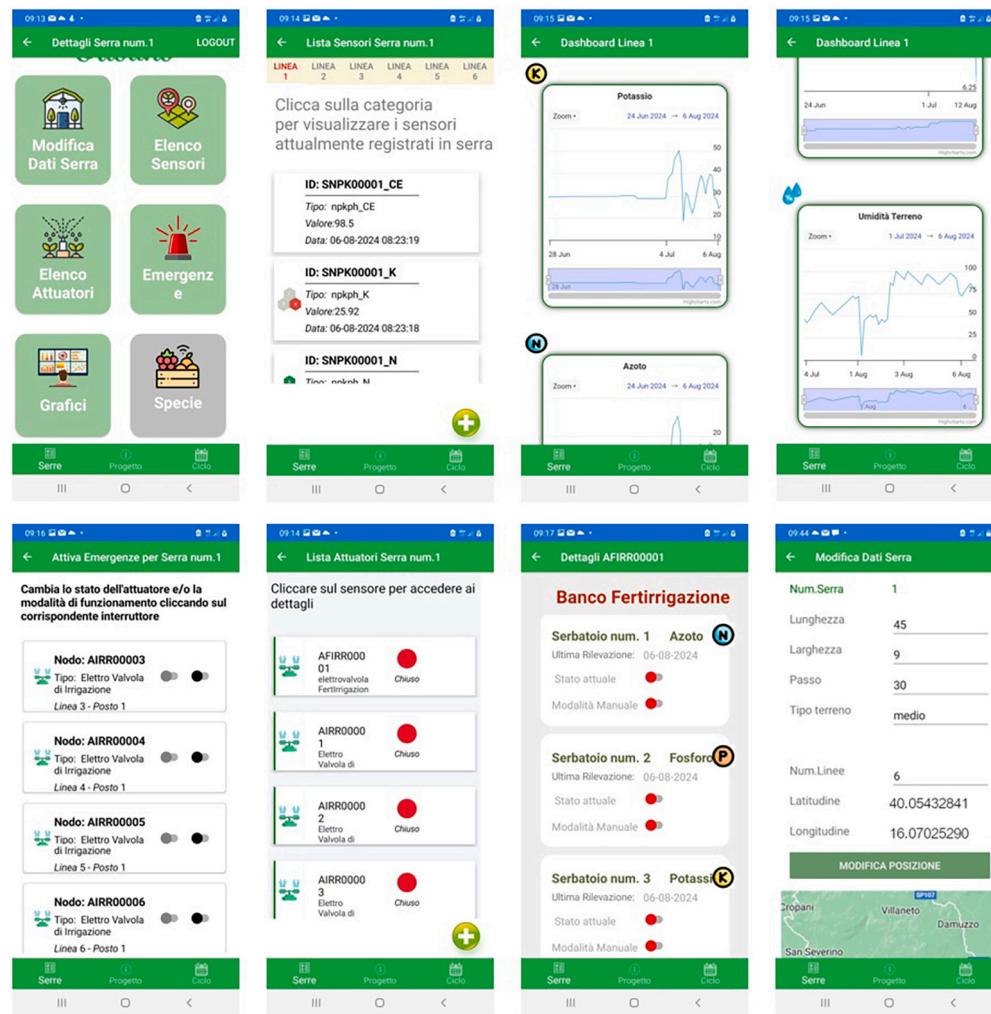 09:13
Dettagli Serra num.1 LOGOUT
Modifica
Dati Serra
Elenco
Sensori
Elenco
Attuatori
Emergenz
e
Grafici
Specie
Serre Progetto Ciclo
09:14
Lista Sensori Serra num.1
LINEA LINEA LINEA LINEA LINEA LINEA
1 2 3 4 5 6
Clicca sulla categoria
per visualizzare i sensori
attualmente registrati in serra
ID: SNPK00001_CE
Tipo: npkph_CE
Valore:98.5
Data: 06-08-2024 08:23:19
ID: SNPK00001_K
Tipo: npkph_K
Valore:25.92
Data: 06-08-2024 08:23:18
ID: SNPK00001_N
Tipo: npkph_N
Serre Progetto Ciclo
09:15
Dashboard Linea 1
K
Potassio
Zoom 24 Jun 2024 → 6 Aug 2024
50
40
30
20
10
28 Jun 4 Jul 6 Aug
28 Jun
Highcharts.com
N
Azoto
Zoom 24 Jun 2024 → 6 Aug 2024
20
Serre Progetto Ciclo
09:15
Dashboard Linea 1
6.25
24 Jun 1 Jul 12 Aug
Highcharts.com
Umidità Terreno
Zoom 1 Jul 2024 → 6 Aug 2024
100
75
50
25
0
4 Jul 1 Aug 3 Aug 6 Aug
1 Aug 6 ...
Highcharts.com
Serre Progetto Ciclo
09:16
Attiva Emergenze per Serra num.1
Cambia lo stato dell'attuatore e/o la
modalità di funzionamento cliccando sul
corrispondente interruttore
Nodo: AIRR00003
Tipo: Elettro Valvola
di Irrigazione
Linea 3 - Posto 1
Nodo: AIRR00004
Tipo: Elettro Valvola
di Irrigazione
Linea 4 - Posto 1
Nodo: AIRR00005
Tipo: Elettro Valvola
di Irrigazione
Linea 5 - Posto 1
Nodo: AIRR00006
Tipo: Elettro Valvola
di Irrigazione
Linea 6 - Posto 1
Serre Progetto Ciclo
09:14
Lista Attuatori Serra num.1
Cliccare sul sensore per accedere ai
dettagli
AFIRR000
01
elettrovalvola
FertIrrigazion
Chiuso
AIRR0000
1
Elettro
Valvola di
Chiuso
AIRR0000
2
Elettro
Valvola di
Chiuso
AIRR0000
3
Elettro
Valvola di
Chiuso
Serre Progetto Ciclo
09:17
Dettagli AFIRR00001
Banco Fertirrigazione
Serbatoio num. 1 Azoto N
Ultima Rilevazione: 06-08-2024
Stato attuale
Modalità Manuale
Serbatoio num. 2 Fosforo P
Ultima Rilevazione: 06-08-2024
Stato attuale
Modalità Manuale
Serbatoio num. 3 Potassi K
Ultima Rilevazione: 06-08-2024
Stato attuale
Modalità Manuale
Serre Progetto Ciclo
09:44
Modifica Dati Serra
Num.Serra 1
Lunghezza 45
Larghezza 9
Passo 30
Tipo terreno medio
Num.Linee 6
Latitudine 40.05432841
Longitudine 16.07025290
MODIFICA POSIZIONE
SP107
Cropani
Villaneto
Damuzzo
San Severino
Serre Progetto Ciclo